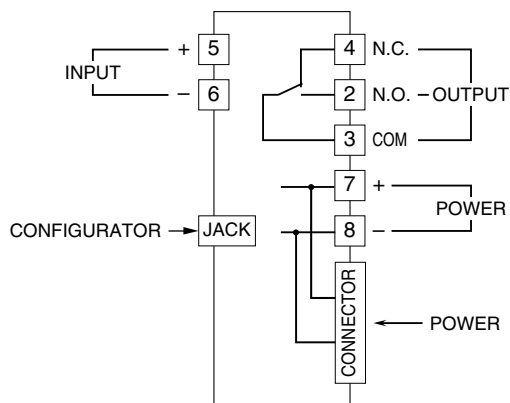 INPUT
+ 5
– 6
4 N.C.
2 N.O. OUTPUT
3 COM
7 +
POWER
8 –
CONFIGURATOR JACK
CONNECTOR
POWER